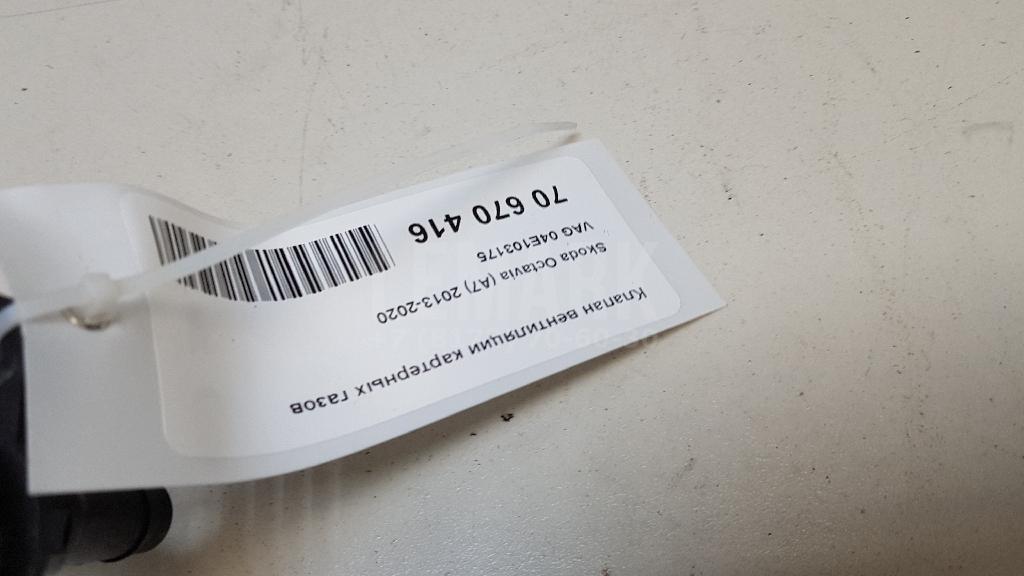 Клапан вентиляции картерных газов
Skoda Octavia (A7) 2013-2020
VAG 04E103175
70 670 416